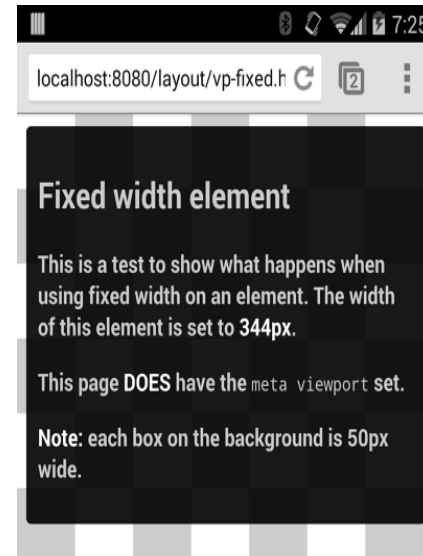 7:25
localhost:8080/layout/vp-fixed.h
2
Fixed width element
This is a test to show what happens when
using fixed width on an element. The width
of this element is set to 344px.
This page DOES have the meta viewport set.
Note: each box on the background is 50px
wide.